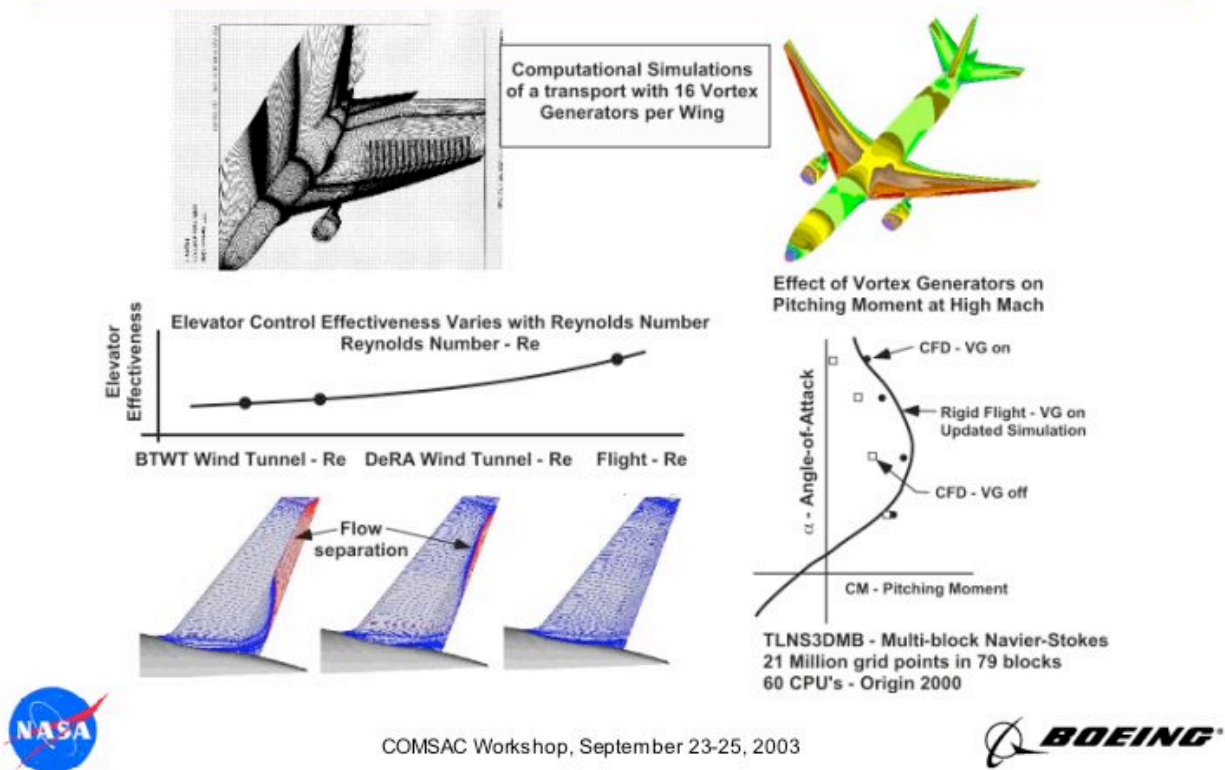 Computational Simulations
of a transport with 16 Vortex
Generators per Wing
Effect of Vortex Generators on
Pitching Moment at High Mach
Elevator
Effectiveness
Elevator Control Effectiveness Varies with Reynolds Number
Reynolds Number - Re
BTWT Wind Tunnel - Re DeRA Wind Tunnel - Re Flight - Re
Flow
separation
α - Angle-of-Attack
CFD - VG on
Rigid Flight - VG on
Updated Simulation
CFD - VG off
CM - Pitching Moment
TLNS3DMB - Multi-block Navier-Stokes
21 Million grid points in 79 blocks
60 CPU's - Origin 2000
NASA
COMSAC Workshop, September 23-25, 2003
BOEING®